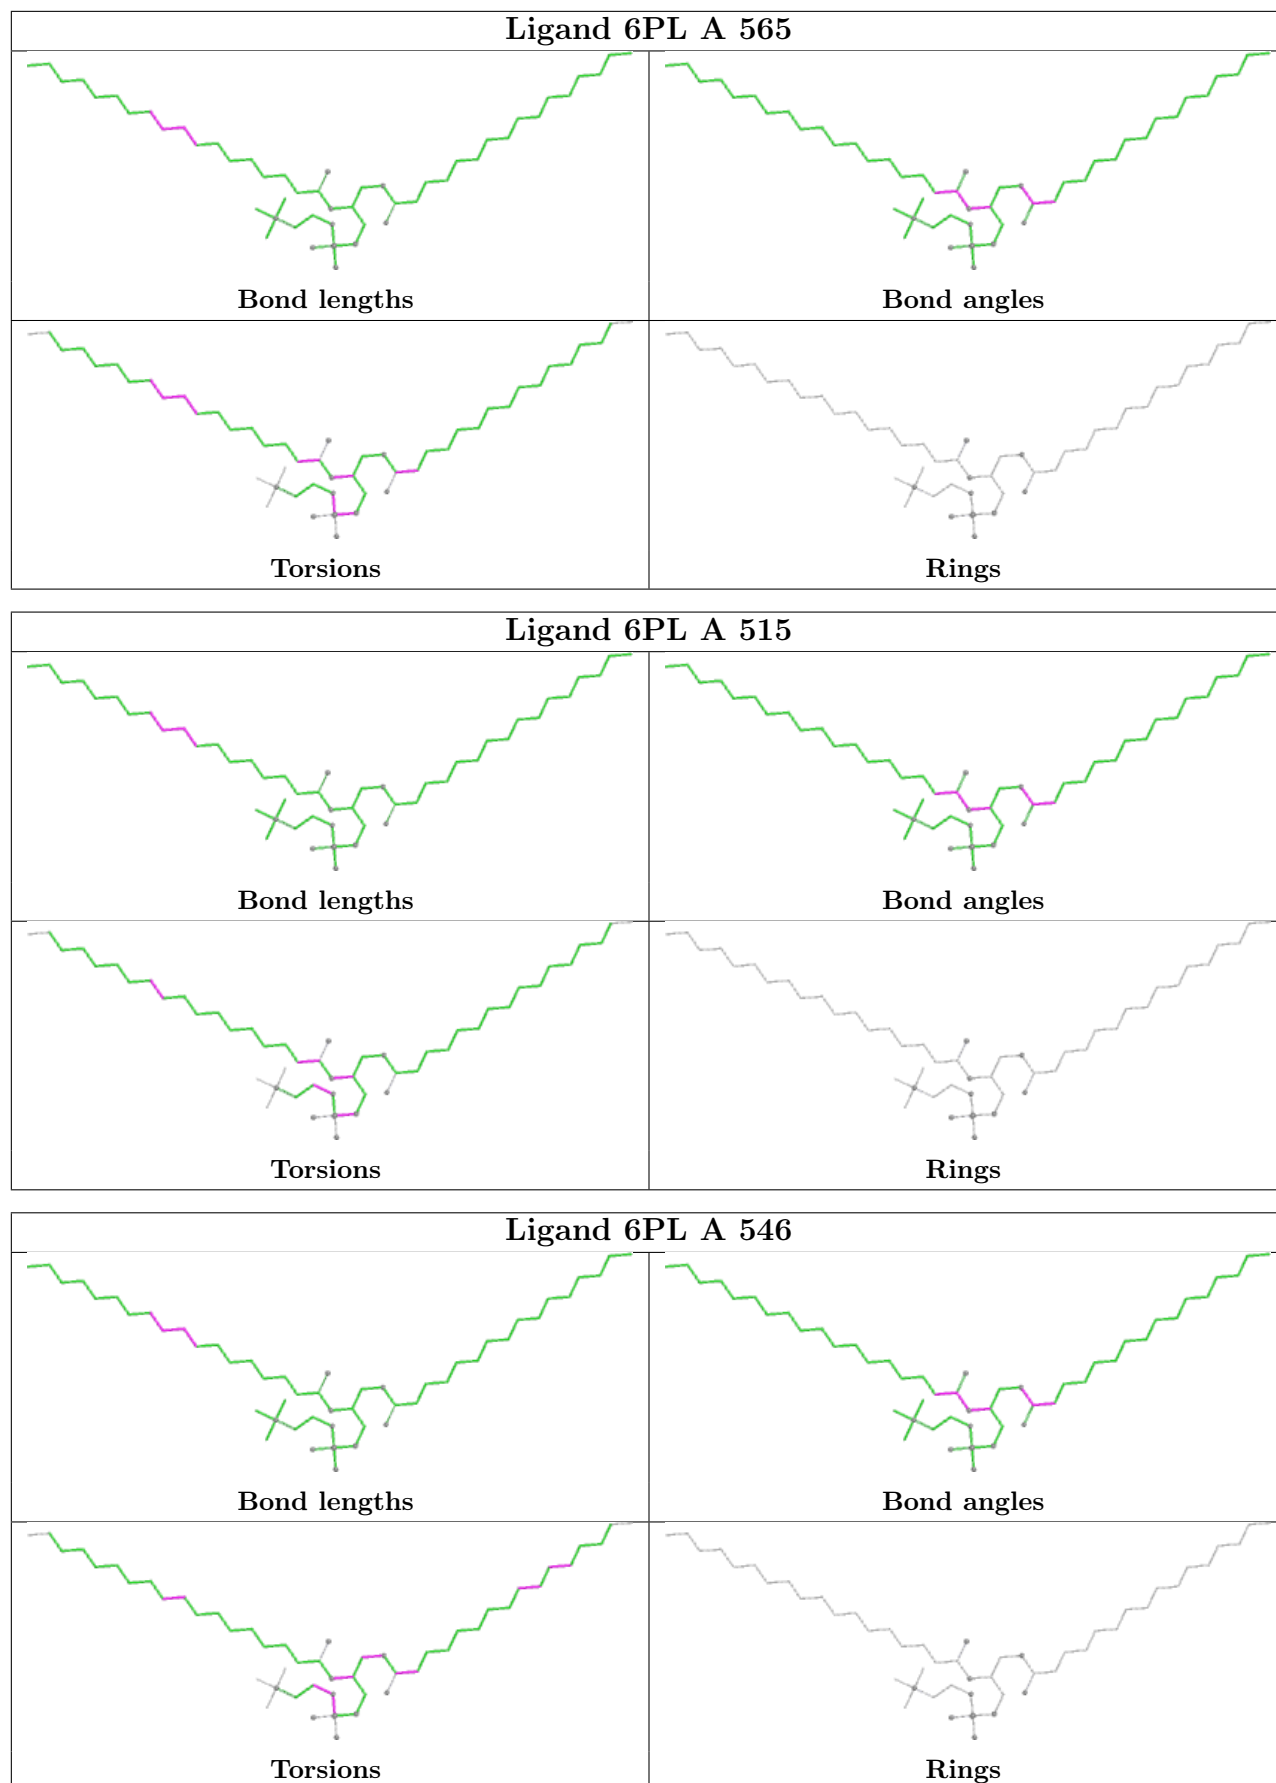 Ligand 6PL A 565
Bond lengths
Bond angles
Torsions
Rings
Ligand 6PL A 515
Bond lengths
Bond angles
Torsions
Rings
Ligand 6PL A 546
Bond lengths
Bond angles
Torsions
Rings